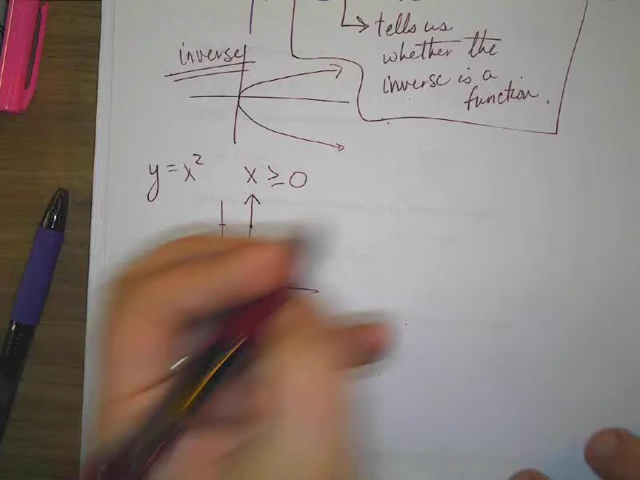 tells us
whether the
inverse is a
function.
inverse
y = x² x ≥ 0